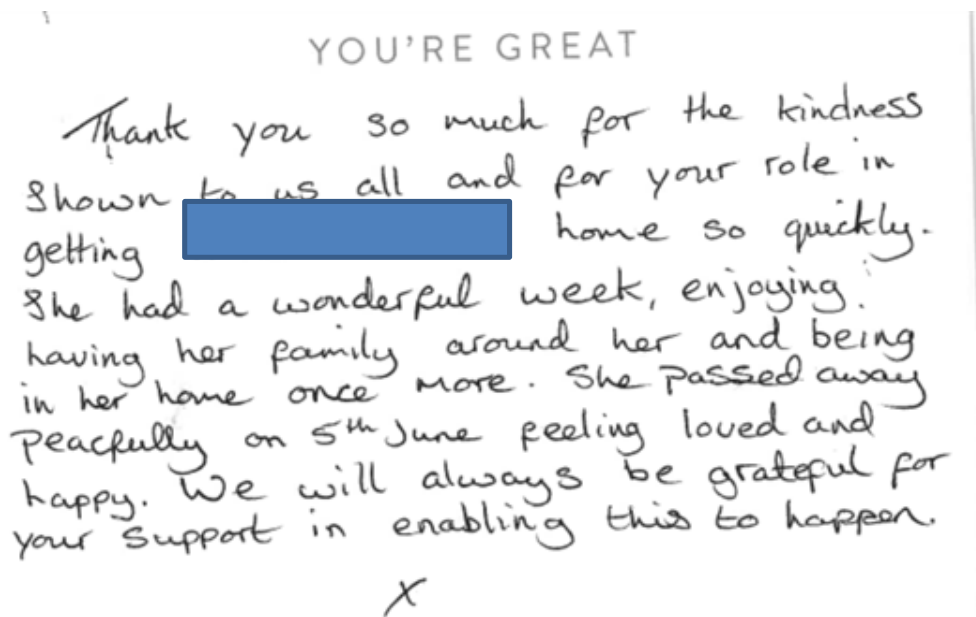 YOU'RE GREAT
Thank you so much for the kindness
Shown to us all and for your role in
getting home so quickly.
She had a wonderful week, enjoying
having her family around her and being
in her home once more. She passed away
peacfully on 5th June feeling loved and
happy. We will always be grateful for
your support in enabling this to happen.
X